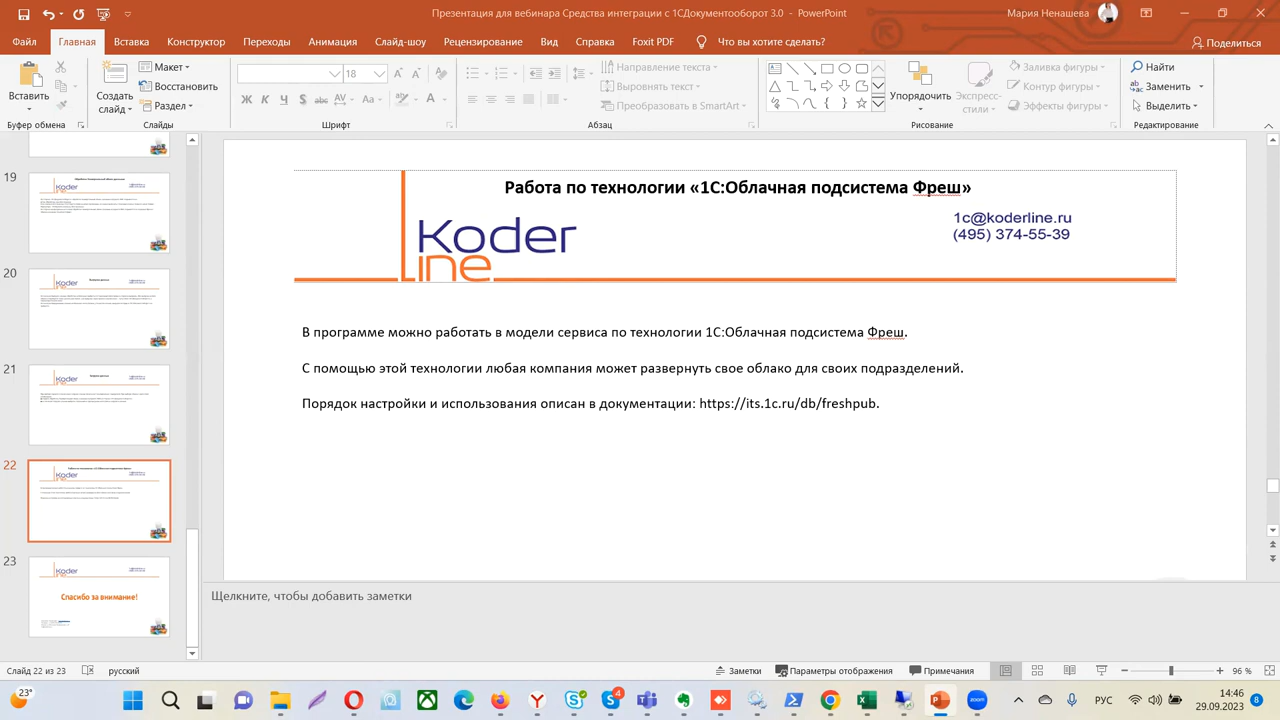 Презентация для вебинара Средства интеграции с 1СДокументооборот 3.0 - PowerPoint
Мария Ненашева
Файл Главная Вставка Конструктор Переходы Анимация Слайд-шоу Рецензирование Вид Справка Foxit PDF Что вы хотите сделать? Поделиться
Вставить
Создать слайд
Макет
Восстановить
Раздел
18
Ж К Ч S abc AV Aa А
Направление текста
Выровнять текст
Преобразовать в SmartArt
Упорядочить
Экспресс-стили
Заливка фигуры
Контур фигуры
Эффекты фигуры
Найти
Заменить
Выделить
Буфер обмена Слайды Шрифт Абзац Рисование Редактирование
19
20
21
22
23
Спасибо за внимание!
Работа по технологии «1С:Облачная подсистема Фреш»
Koder
line
1c@koderline.ru
(495) 374-55-39
В программе можно работать в модели сервиса по технологии 1С:Облачная подсистема Фреш.
С помощью этой технологии любая компания может развернуть свое облако для своих подразделений.
Порядок настройки и использования описан в документации: https://its.1c.ru/db/freshpub.
Щелкните, чтобы добавить заметки
Слайд 22 из 23 русский Заметки Параметры отображения Примечания 96 %
23° 4 zoom РУС 14:46
29.09.2023 8